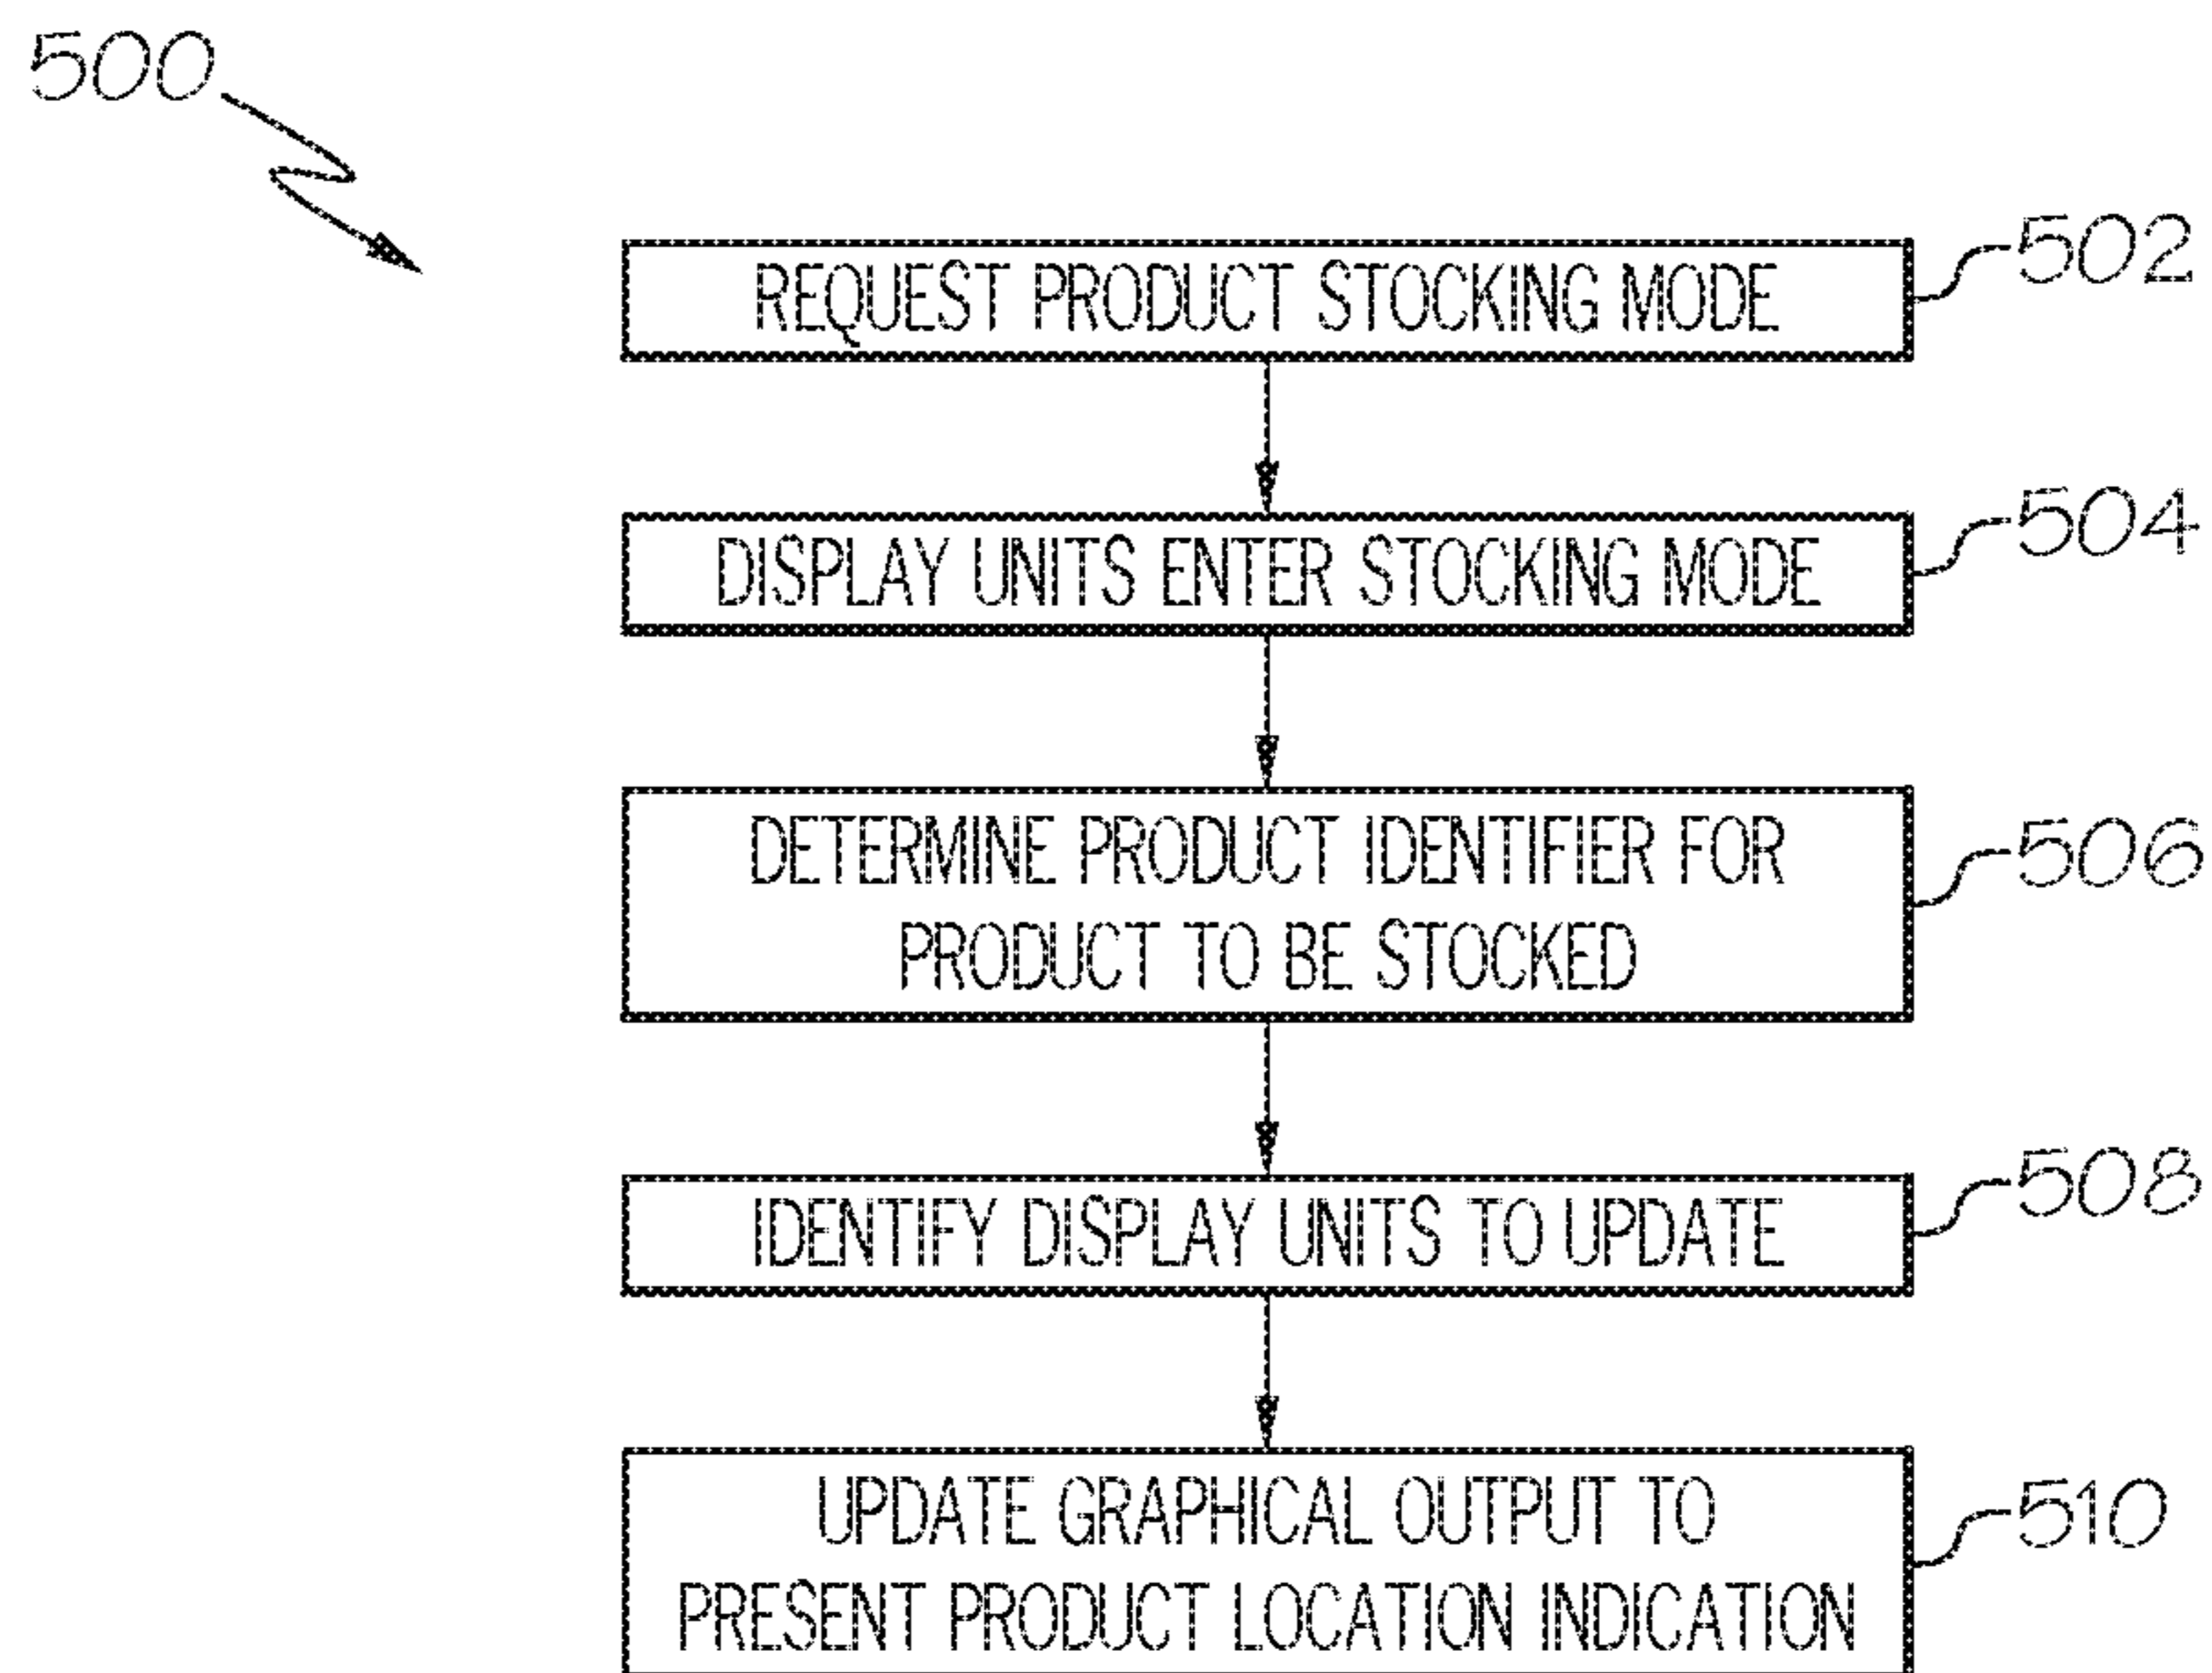 500
REQUEST PRODUCT STOCKING MODE
502
DISPLAY UNITS ENTER STOCKING MODE
504
DETERMINE PRODUCT IDENTIFIER FOR
PRODUCT TO BE STOCKED
506
IDENTIFY DISPLAY UNITS TO UPDATE
508
UPDATE GRAPHICAL OUTPUT TO
PRESENT PRODUCT LOCATION INDICATION
510